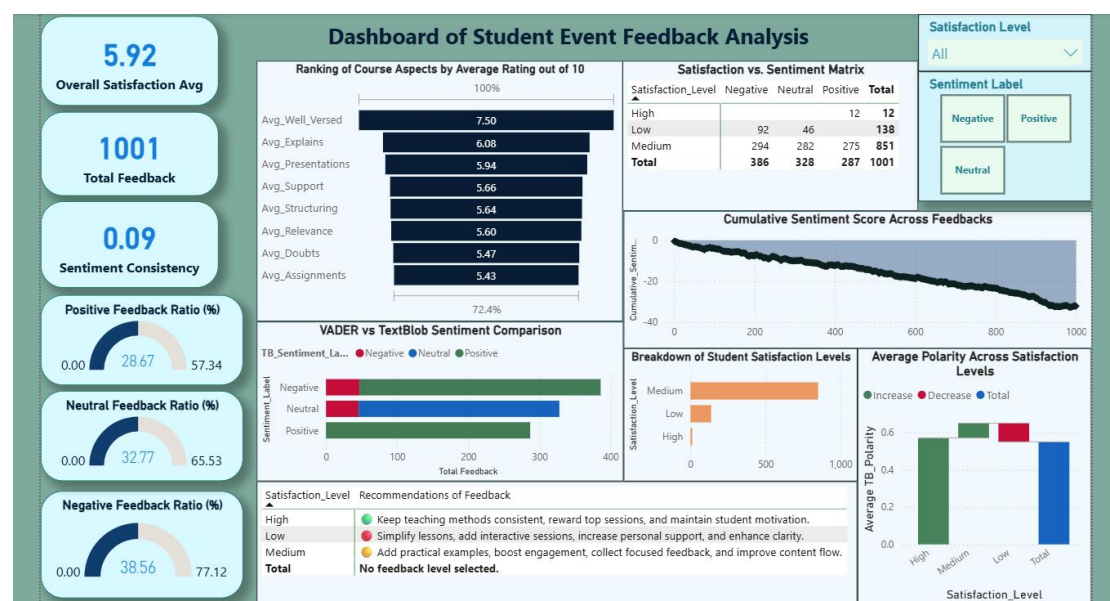 Dashboard of Student Event Feedback Analysis
5.92
Overall Satisfaction Avg
1001
Total Feedback
0.09
Sentiment Consistency
Positive Feedback Ratio (%)
0.00 28.67 57.34
Neutral Feedback Ratio (%)
0.00 32.77 65.53
Negative Feedback Ratio (%)
0.00 38.56 77.12
Ranking of Course Aspects by Average Rating out of 10
100%
Avg_Well_Versed 7.50
Avg_Explains 6.08
Avg_Presentations 5.94
Avg_Support 5.66
Avg_Structuring 5.64
Avg_Relevance 5.60
Avg_Doubts 5.47
Avg_Assignments 5.43
72.4%
Satisfaction vs. Sentiment Matrix
Satisfaction_Level Negative Neutral Positive Total
High 12 12
Low 92 46 138
Medium 294 282 275 851
Total 386 328 287 1001
Satisfaction Level
All
Sentiment Label
Negative Positive
Neutral
Cumulative Sentiment Score Across Feedbacks
Cumulative_Sentim...
0
-20
-40
0 200 400 600 800 1000
VADER vs TextBlob Sentiment Comparison
TB_Sentiment_La... Negative Neutral Positive
Sentiment_Label
Negative
Neutral
Positive
0 100 200 300 400
Total Feedback
Breakdown of Student Satisfaction Levels
Satisfaction_Level
Medium
Low
High
0 500 1,000
Average Polarity Across Satisfaction
Levels
Increase Decrease Total
Average TB_Polarity
0.6
0.4
0.2
0.0
High Medium Low Total
Satisfaction_Level
Satisfaction_Level Recommendations of Feedback
High Keep teaching methods consistent, reward top sessions, and maintain student motivation.
Low Simplify lessons, add interactive sessions, increase personal support, and enhance clarity.
Medium Add practical examples, boost engagement, collect focused feedback, and improve content flow.
Total No feedback level selected.